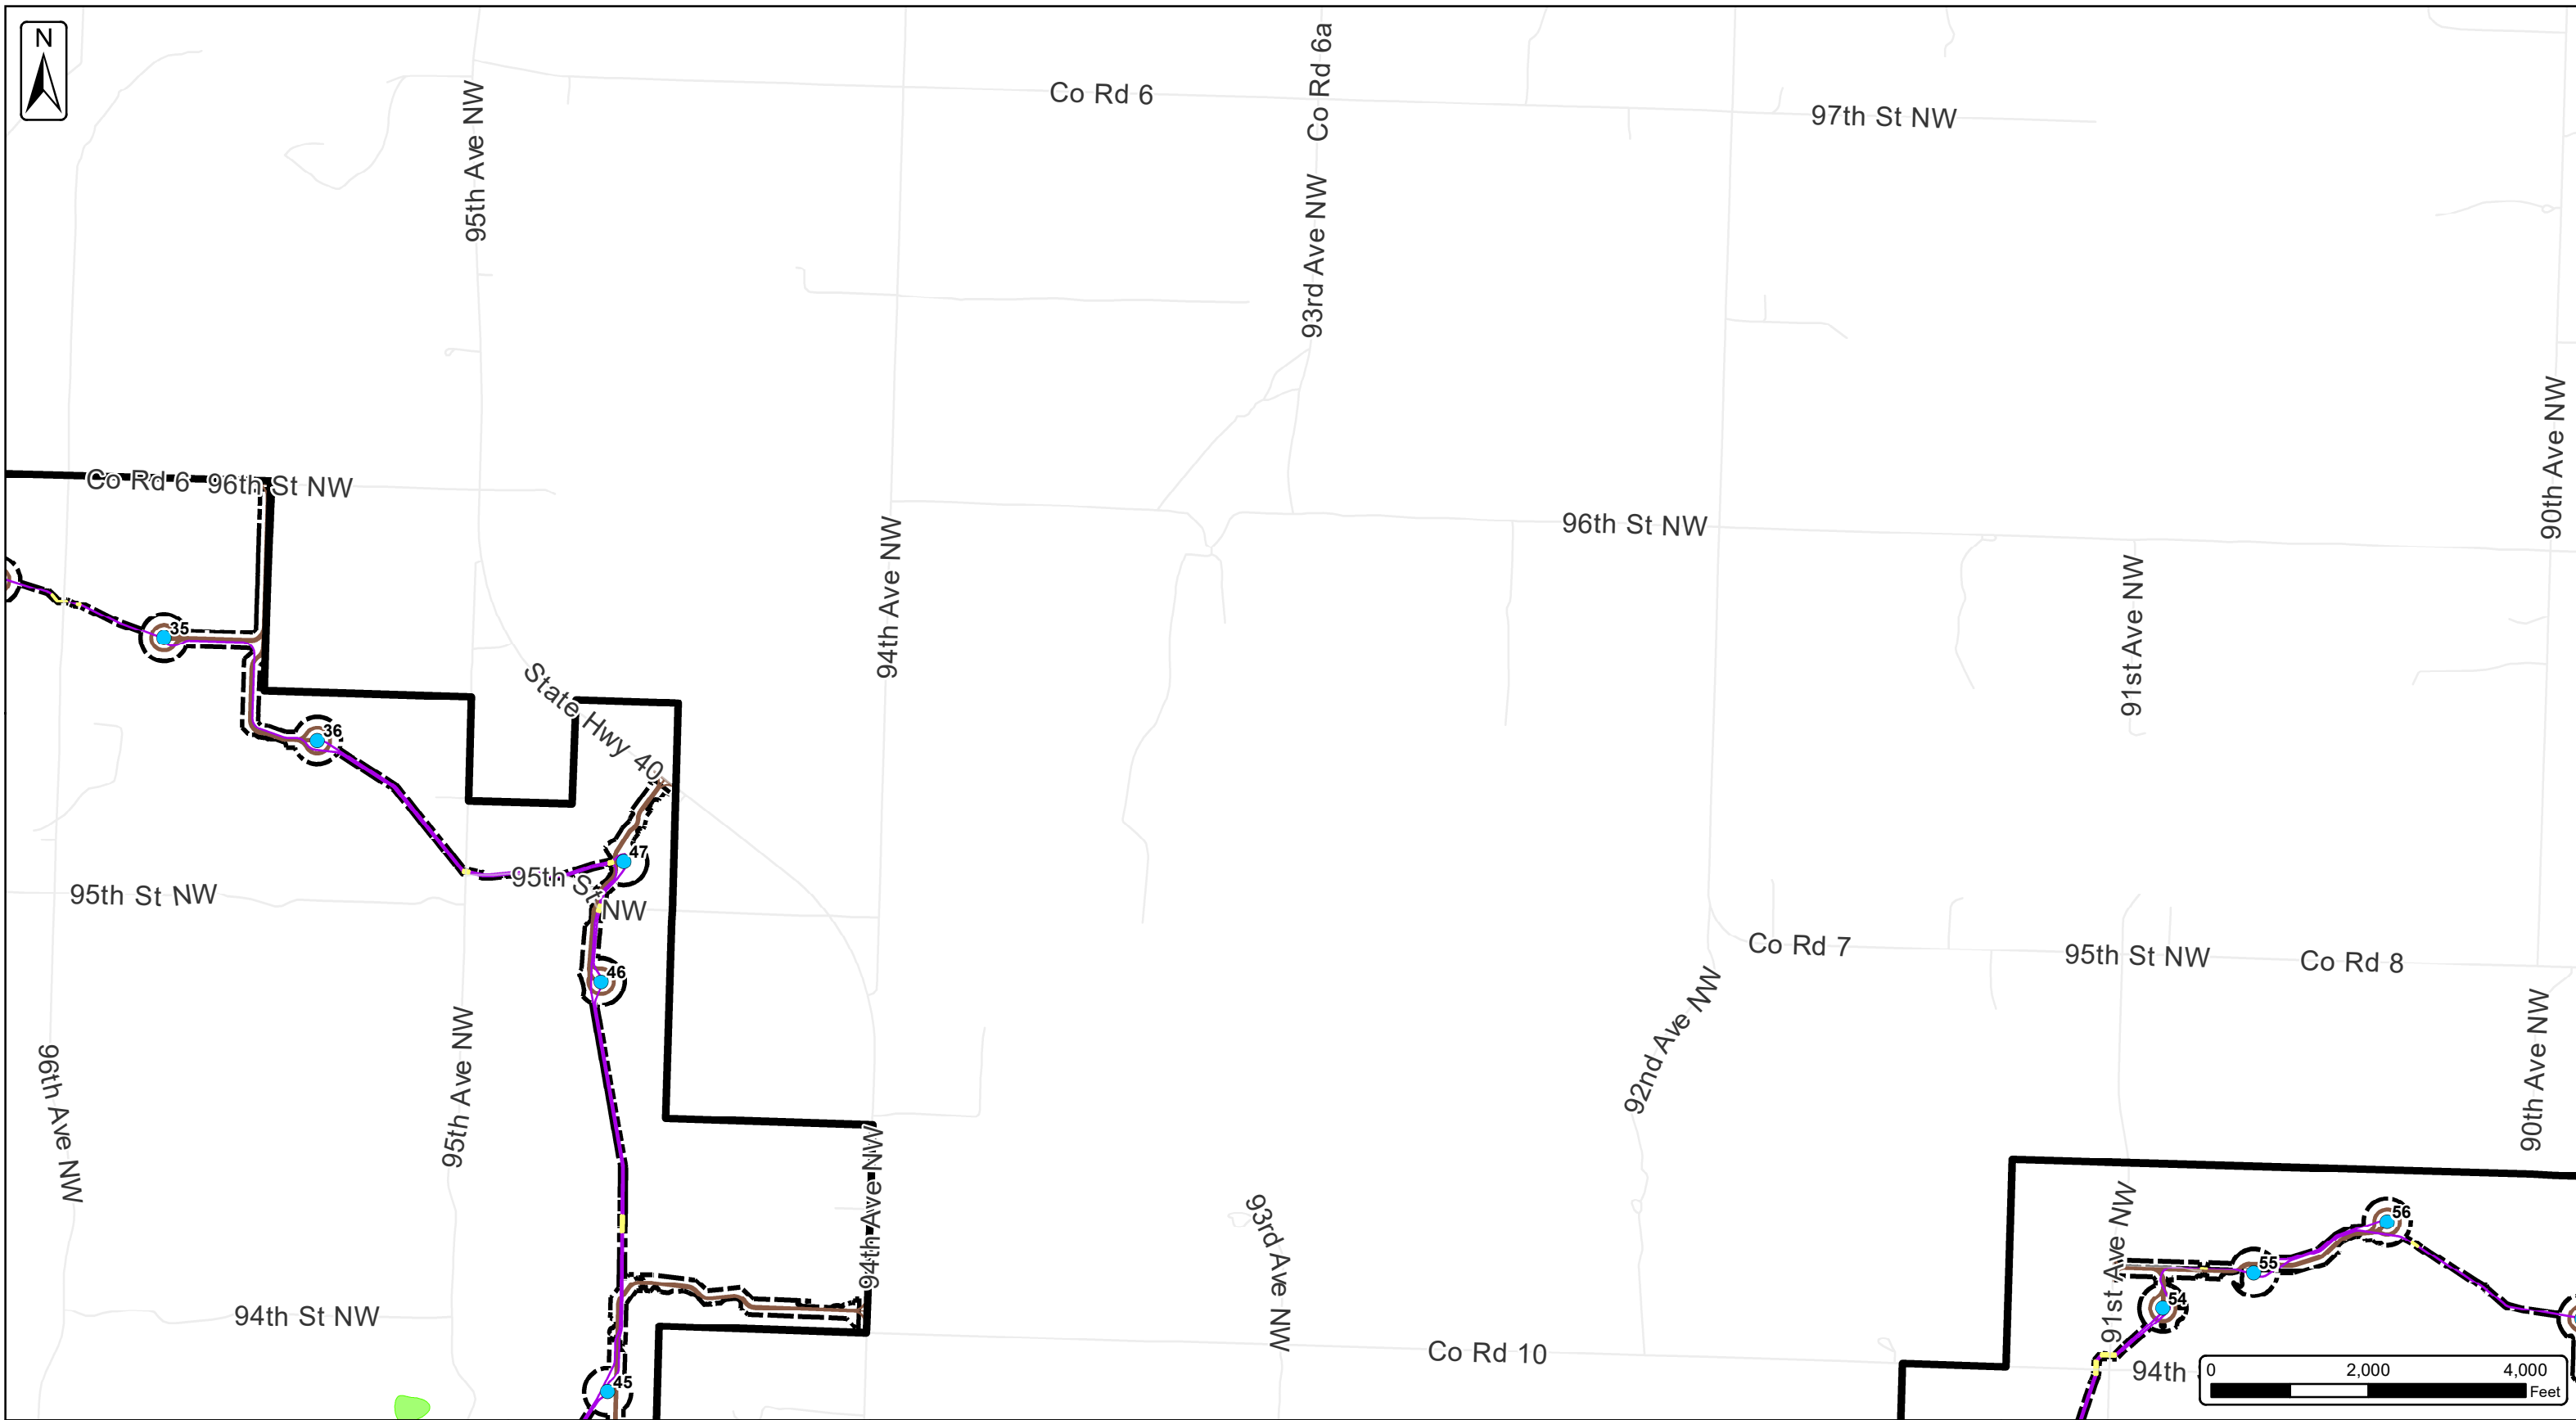 N
Co Rd 6a
Co Rd 6
97th St NW
95th Ave NW
93rd Ave NW
90th Ave NW
Co Rd 6
96th St NW
96th St NW
94th Ave NW
91st Ave NW
35
State Hwy 40
36
47
95th St NW
95th St NW
Co Rd 7
95th St NW
Co Rd 8
46
92nd Ave NW
90th Ave NW
96th Ave NW
95th Ave NW
94th Ave NW
93rd Ave NW
91st Ave NW
56
55
54
94th St NW
Co Rd 10
94th
45
0
2,000
4,000
Feet